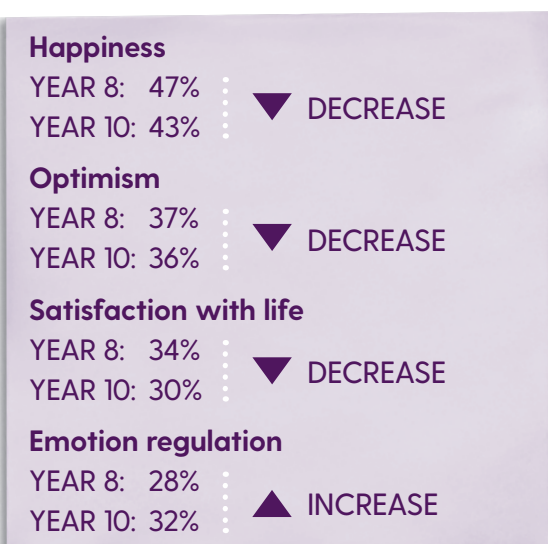 Happiness
YEAR 8: 47%
YEAR 10: 43%
DECREASE
Optimism
YEAR 8: 37%
YEAR 10: 36%
DECREASE
Satisfaction with life
YEAR 8: 34%
YEAR 10: 30%
DECREASE
Emotion regulation
YEAR 8: 28%
YEAR 10: 32%
INCREASE